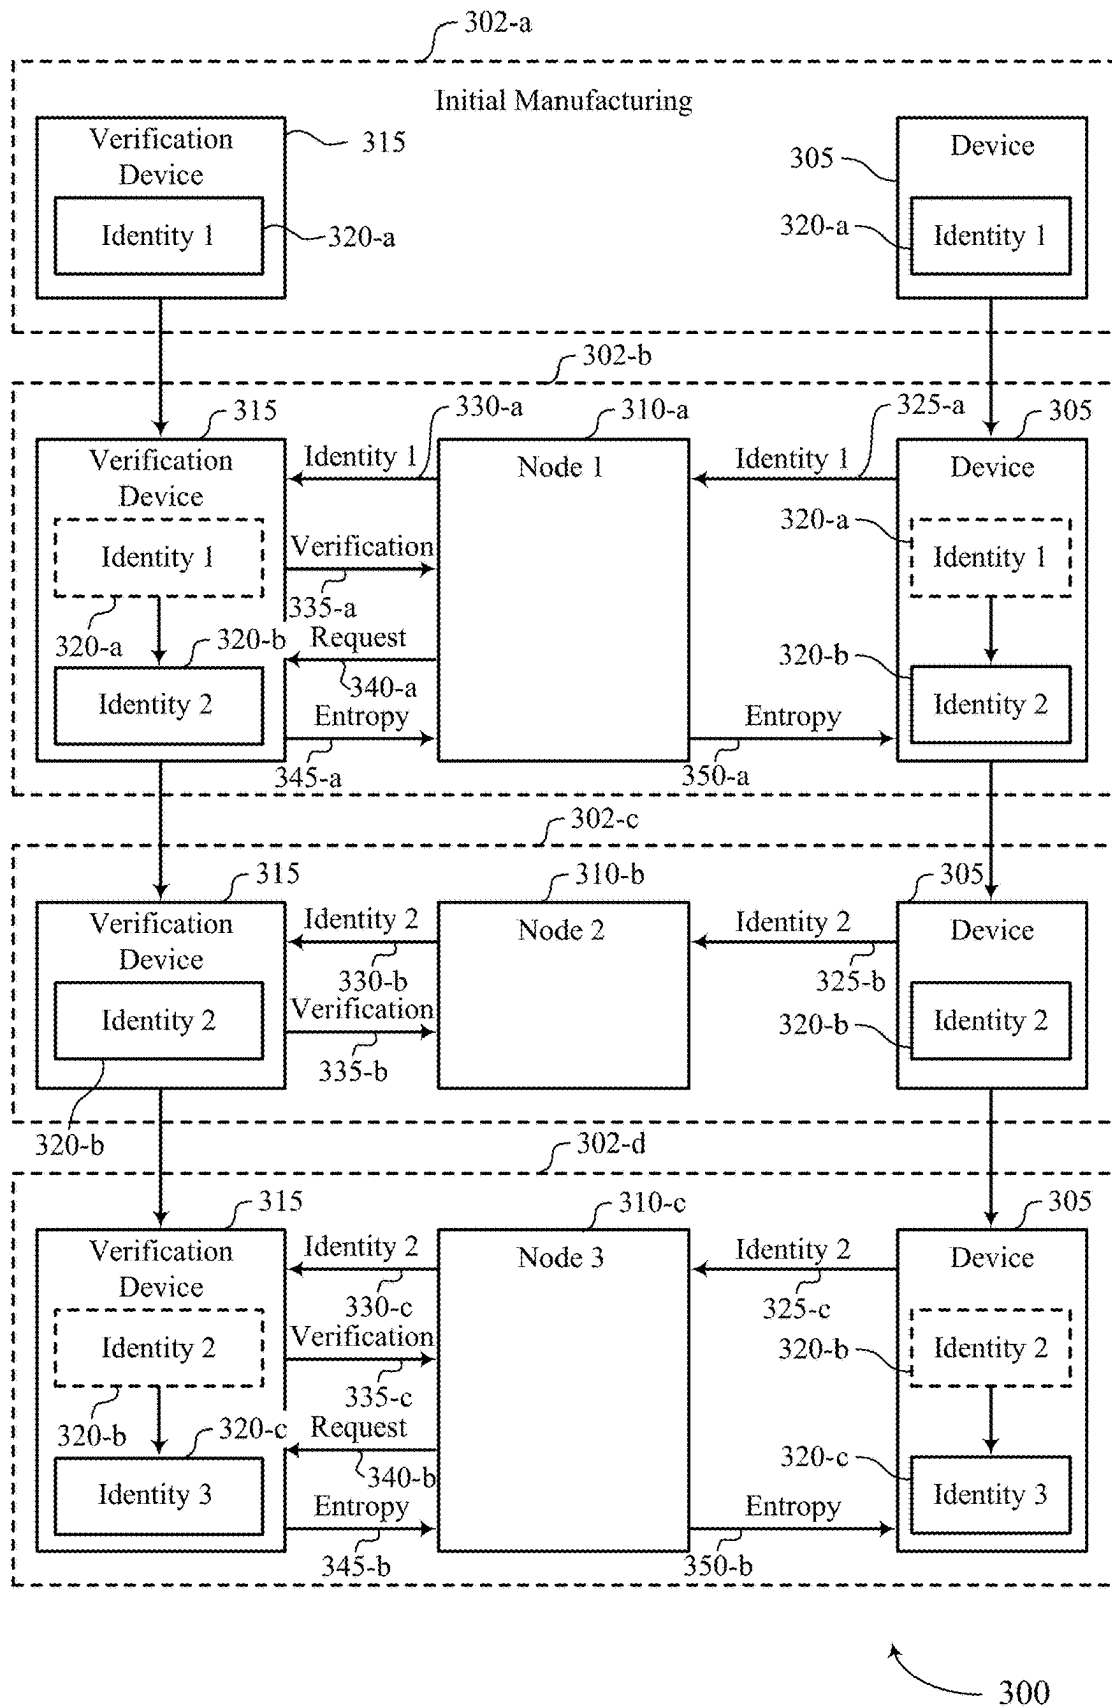 302-a
Initial Manufacturing
Verification
Device
315
Identity 1
320-a
Device
305
320-a
Identity 1
302-b
315
330-a
310-a
325-a
305
Verification
Device
Identity 1
Node 1
Identity 1
Device
320-a
Identity 1
Verification
335-a
Identity 1
320-a
320-b
Request
340-a
320-b
Identity 2
Entropy
345-a
Entropy
350-a
Identity 2
302-c
315
310-b
305
Verification
Device
Identity 2
330-b
Node 2
Identity 2
325-b
Device
Identity 2
Verification
335-b
320-b
Identity 2
320-b
302-d
315
310-c
305
Verification
Device
Identity 2
330-c
Node 3
Identity 2
325-c
Device
Identity 2
Verification
335-c
320-b
Identity 2
320-b
320-c
Request
340-b
320-c
Identity 3
Entropy
345-b
Entropy
350-b
Identity 3
300